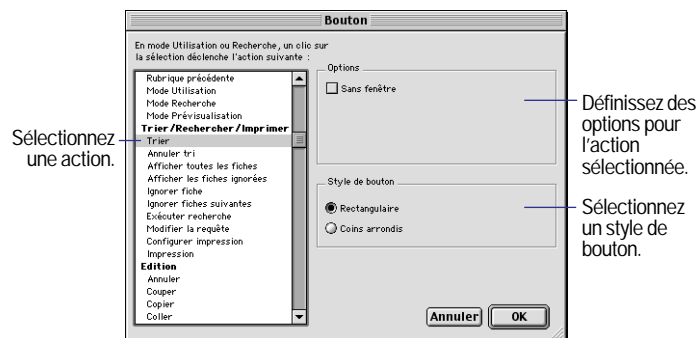 Bouton
En mode Utilisation ou Recherche, un clic sur
la sélection déclenche l'action suivante :
Rubrique précédente
Mode Utilisation
Mode Recherche
Mode Prévisualisation
Trier/Rechercher/Imprimer
Trier
Annuler tri
Afficher toutes les fiches
Afficher les fiches ignorées
Ignorer fiche
Ignorer fiches suivantes
Exécuter recherche
Modifier la requête
Configurer impression
Impression
Edition
Annuler
Couper
Copier
Coller
Options
Sans fenêtre
Style de bouton
Rectangulaire
Coins arrondis
Annuler
OK
Sélectionnez
une action.
Définissez des
options pour
l'action
sélectionnée.
Sélectionnez
un style de
bouton.